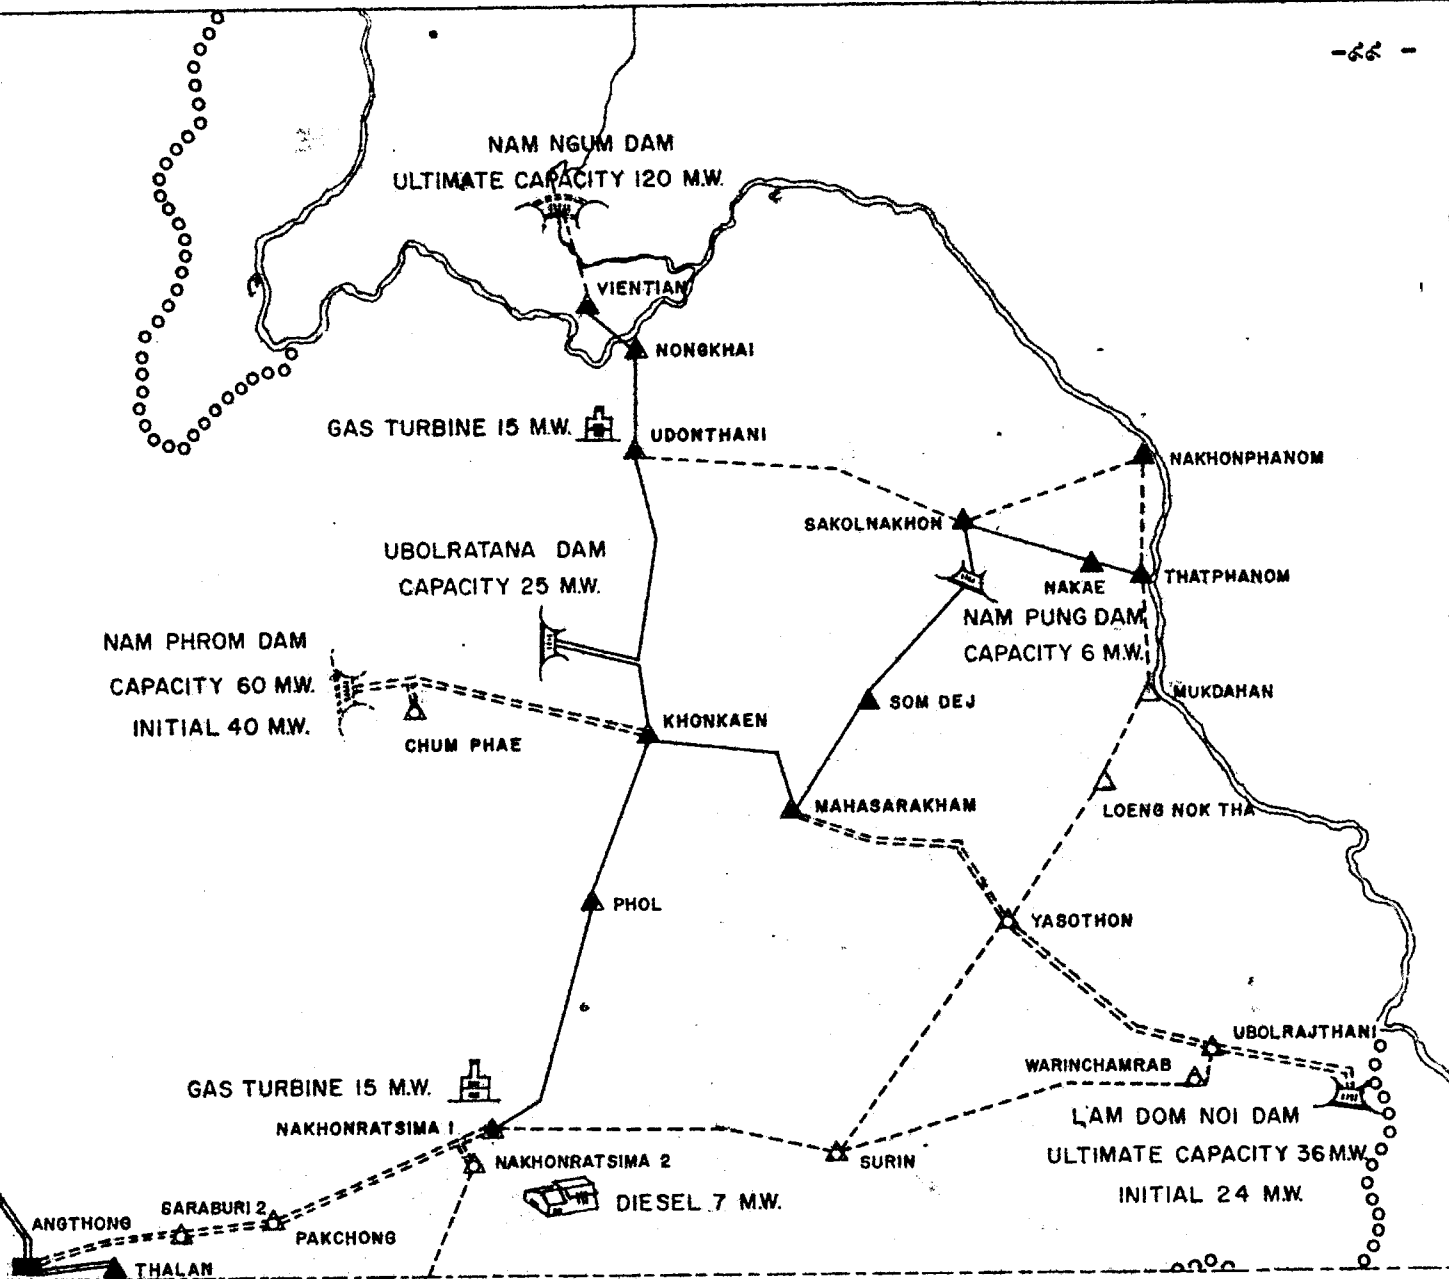 -๕๕-
NAM NGUM DAM
ULTIMATE CAPACITY 120 M.W.
VIENTIAN
NONGKHAI
GAS TURBINE 15 M.W.
UDONTHANI
NAKHONPHANOM
SAKOLNAKHON
UBOLRATANA DAM
CAPACITY 25 M.W.
NAKAE
THATPHANOM
NAM PUNG DAM
CAPACITY 6 M.W.
NAM PHROM DAM
CAPACITY 60 M.W.
INITIAL 40 M.W.
CHUM PHAE
KHONKAEN
SOM DEJ
MUKDAHAN
MAHASARAKHAM
LOENG NOK THA
PHOL
YASOTHON
UBOLRAJTHANI
WARINCHAMRAB
LAM DOM NOI DAM
ULTIMATE CAPACITY 36 M.W.
INITIAL 24 M.W.
GAS TURBINE 15 M.W.
NAKHONRATSIMA 1
NAKHONRATSIMA 2
SURIN
DIESEL 7 M.W.
SARABURI 2
ANGTHONG
PAKCHONG
THALAN